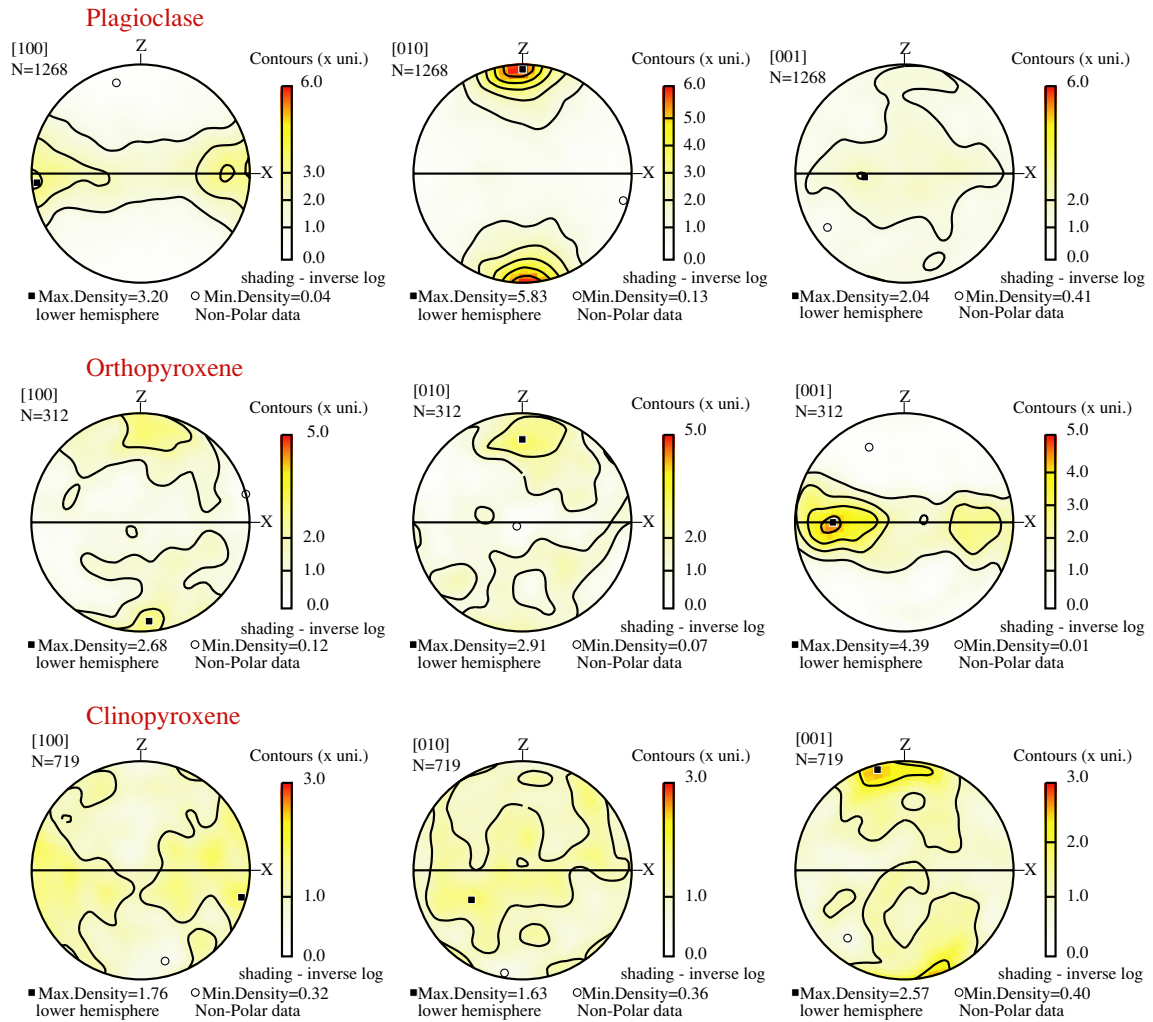 Plagioclase
[100]
N=1268
Z
X
Contours (x uni.)
6.0
3.0
2.0
1.0
0.0
shading - inverse log
Max.Density=3.20
Min.Density=0.04
lower hemisphere
Non-Polar data
[010]
N=1268
Z
X
Contours (x uni.)
6.0
5.0
4.0
3.0
2.0
1.0
0.0
shading - inverse log
Max.Density=5.83
Min.Density=0.13
lower hemisphere
Non-Polar data
[001]
N=1268
Z
X
Contours (x uni.)
6.0
2.0
1.0
0.0
shading - inverse log
Max.Density=2.04
Min.Density=0.41
lower hemisphere
Non-Polar data
Orthopyroxene
[100]
N=312
Z
X
Contours (x uni.)
5.0
2.0
1.0
0.0
shading - inverse log
Max.Density=2.68
Min.Density=0.12
lower hemisphere
Non-Polar data
[010]
N=312
Z
X
Contours (x uni.)
5.0
2.0
1.0
0.0
shading - inverse log
Max.Density=2.91
Min.Density=0.07
lower hemisphere
Non-Polar data
[001]
N=312
Z
X
Contours (x uni.)
5.0
4.0
3.0
2.0
1.0
0.0
shading - inverse log
Max.Density=4.39
Min.Density=0.01
lower hemisphere
Non-Polar data
Clinopyroxene
[100]
N=719
Z
X
Contours (x uni.)
3.0
1.0
0.0
shading - inverse log
Max.Density=1.76
Min.Density=0.32
lower hemisphere
Non-Polar data
[010]
N=719
Z
X
Contours (x uni.)
3.0
1.0
0.0
shading - inverse log
Max.Density=1.63
Min.Density=0.36
lower hemisphere
Non-Polar data
[001]
N=719
Z
X
Contours (x uni.)
3.0
2.0
1.0
0.0
shading - inverse log
Max.Density=2.57
Min.Density=0.40
lower hemisphere
Non-Polar data